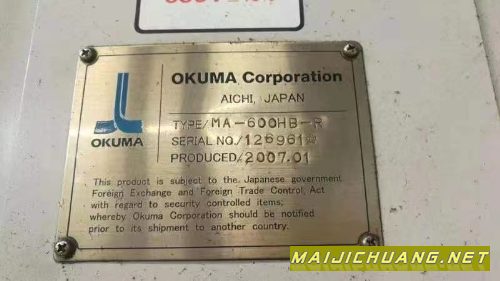 OKUMA Corporation
AICHI, JAPAN
OKUMA
TYPE/MA-600HB-R
SERIAL NO./126961
PRODUCED/2007.01
This product is subject to the Japanese government
Foreign Exchange and Foreign Trade Control Act
with regard to security controlled items;
whereby Okuma Corporation should be notified
prior to its shipment to another country.
MAIJICHUANG.NET